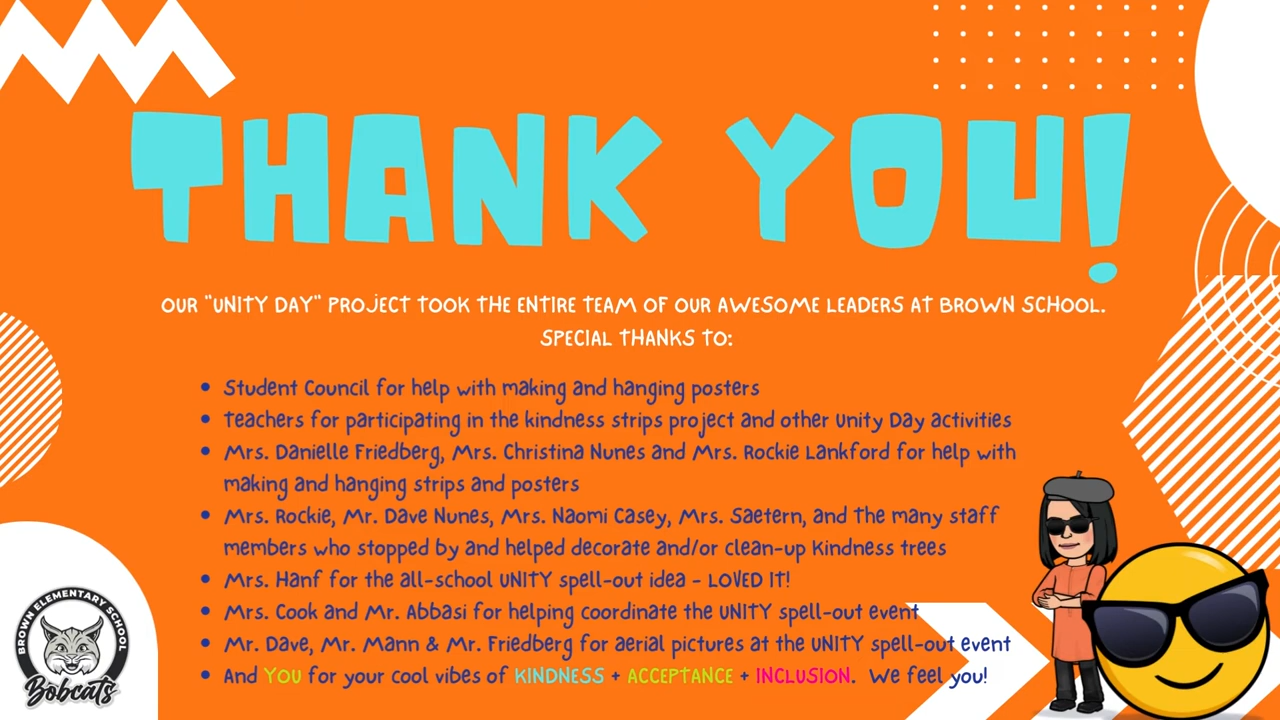 THANK YOU!
OUR "UNITY DAY" PROJECT TOOK THE ENTIRE TEAM OF OUR AWESOME LEADERS AT BROWN SCHOOL.
SPECIAL THANKS TO:
• Student Council for help with making and hanging posters
• Teachers for participating in the kindness strips project and other Unity Day activities
• Mrs. Danielle Friedberg, Mrs. Christina Nunes and Mrs. Rockie Lankford for help with
making and hanging strips and posters
• Mrs. Rockie, Mr. Dave Nunes, Mrs. Naomi Casey, Mrs. Saetern, and The many staff
members who stopped by and helped decorate and/or clean-up Kindness trees
• Mrs. Hanf for the all-school UNITY spell-out idea - LOVED IT!
• Mrs. Cook and Mr. Abbasi for helping coordinate the UNITY spell-out event
• Mr. Dave, Mr. Mann & Mr. Friedberg for aerial pictures at the UNITY spell-out event
• And YOU for your cool vibes of KINDNESS + ACCEPTANCE + INCLUSION. We feel you!
BROWN ELEMENTARY SCHOOL
Bobcats